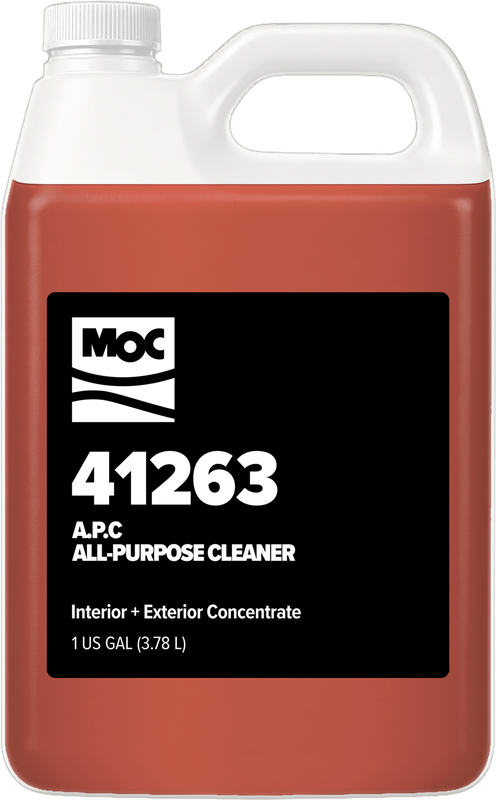 MOC
41263
A.P.C
ALL-PURPOSE CLEANER
Interior + Exterior Concentrate
1 US GAL (3.78 L)